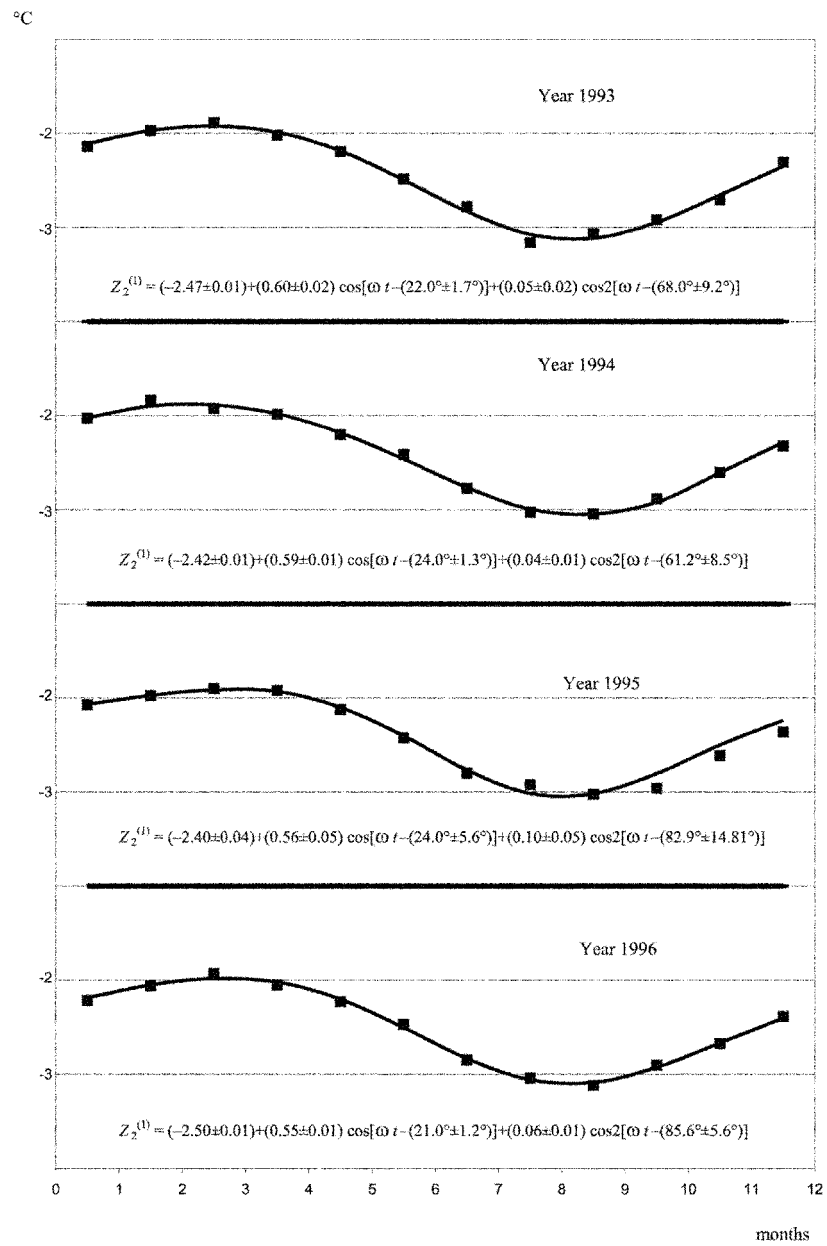 °C
Year 1993
-2
-3
Z₂⁽¹⁾ = (−2.47±0.01)+(0.60±0.02) cos[ω t−(22.0°±1.7°)]+(0.05±0.02) cos2[ω t−(68.0°±9.2°)]
Year 1994
-2
-3
Z₂⁽¹⁾ = (−2.42±0.01)+(0.59±0.01) cos[ω t−(24.0°±1.3°)]+(0.04±0.01) cos2[ω t−(61.2°±8.5°)]
Year 1995
-2
-3
Z₂⁽¹⁾ = (−2.40±0.04)+(0.56±0.05) cos[ω t−(24.0°±5.6°)]+(0.10±0.05) cos2[ω t−(82.9°±14.81°)]
Year 1996
-2
-3
Z₂⁽¹⁾ = (−2.50±0.01)+(0.55±0.01) cos[ω t−(21.0°±1.2°)]+(0.06±0.01) cos2[ω t−(85.6°±5.6°)]
0 1 2 3 4 5 6 7 8 9 10 11 12
months